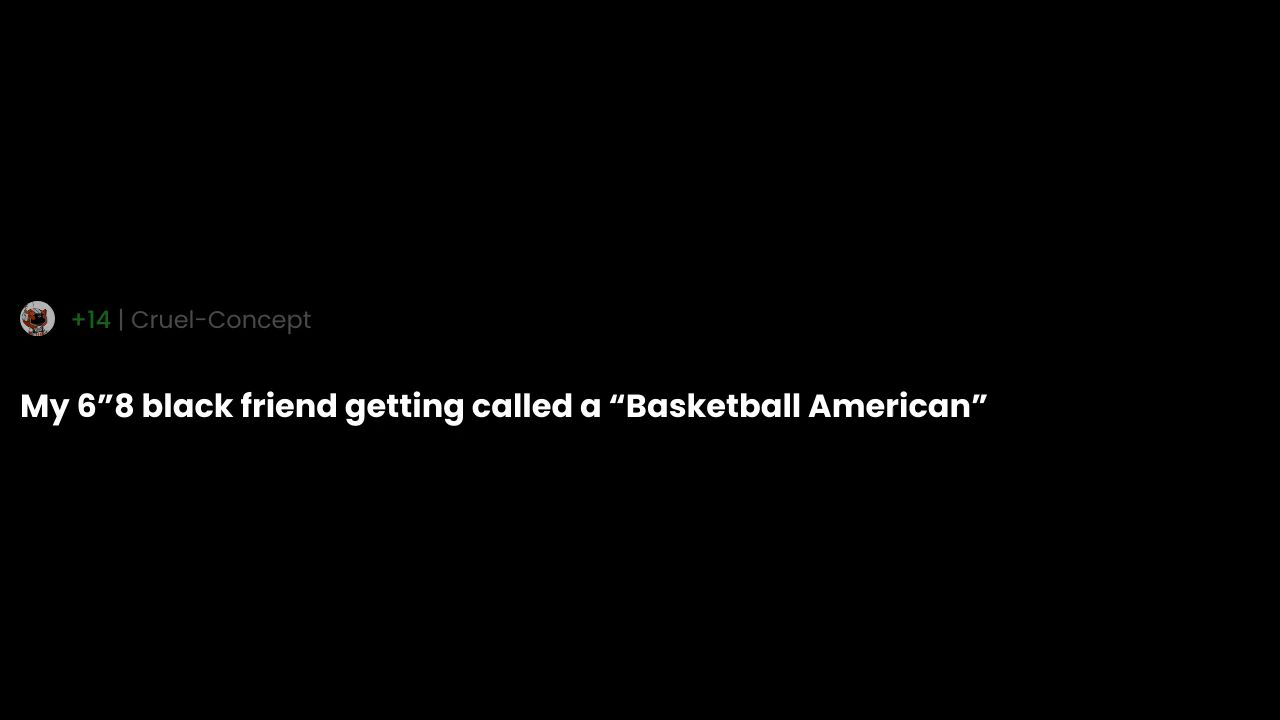 +14 | Cruel-Concept
My 6”8 black friend getting called a “Basketball American”